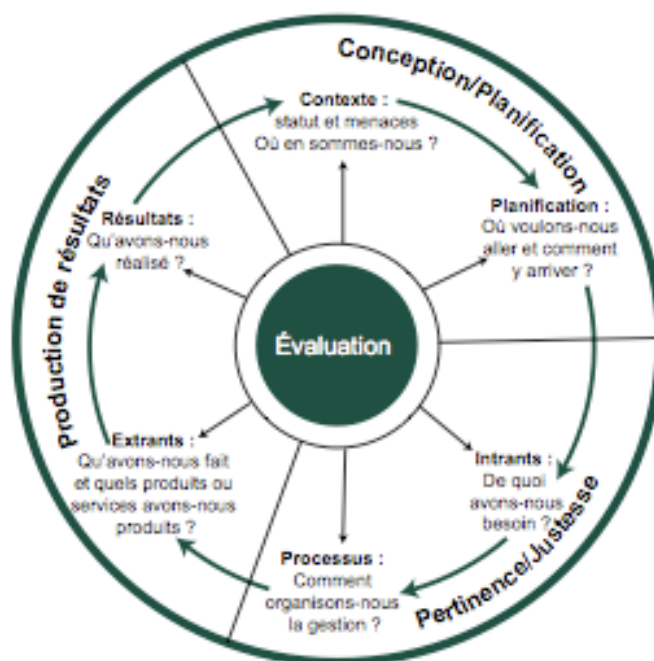 Conception/Planification
Contexte :
statut et menaces
Où en sommes-nous ?
Planification :
Où voulons-nous
aller et comment
y arriver ?
Pertinence/Justesse
Intrants :
De quoi
avons-nous
besoin ?
Processus :
Comment
organisons-nous
la gestion ?
Production de résultats
Extrants :
Qu'avons-nous fait
et quels produits ou
services avons-nous
produits ?
Résultats :
Qu'avons-nous
réalisé ?
Évaluation